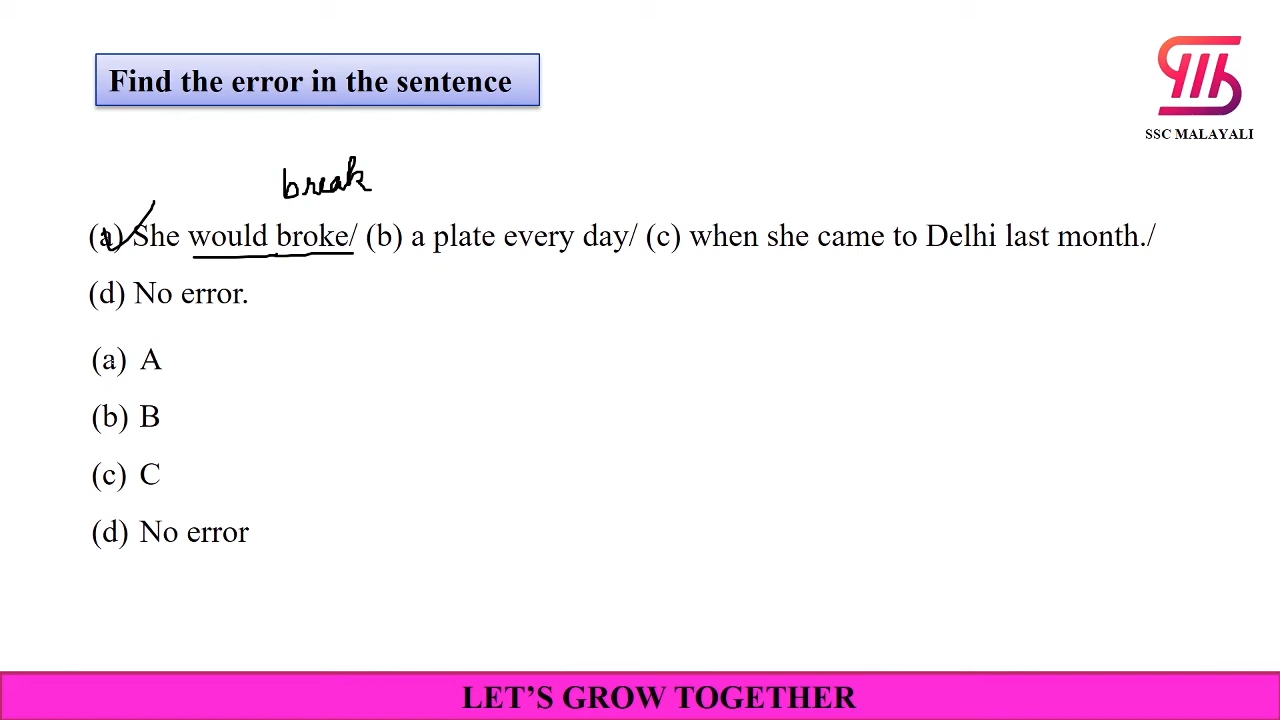 Find the error in the sentence
SSC MALAYALI
break
(a) She would broke/ (b) a plate every day/ (c) when she came to Delhi last month./
(d) No error.
(a) A
(b) B
(c) C
(d) No error
LET’S GROW TOGETHER